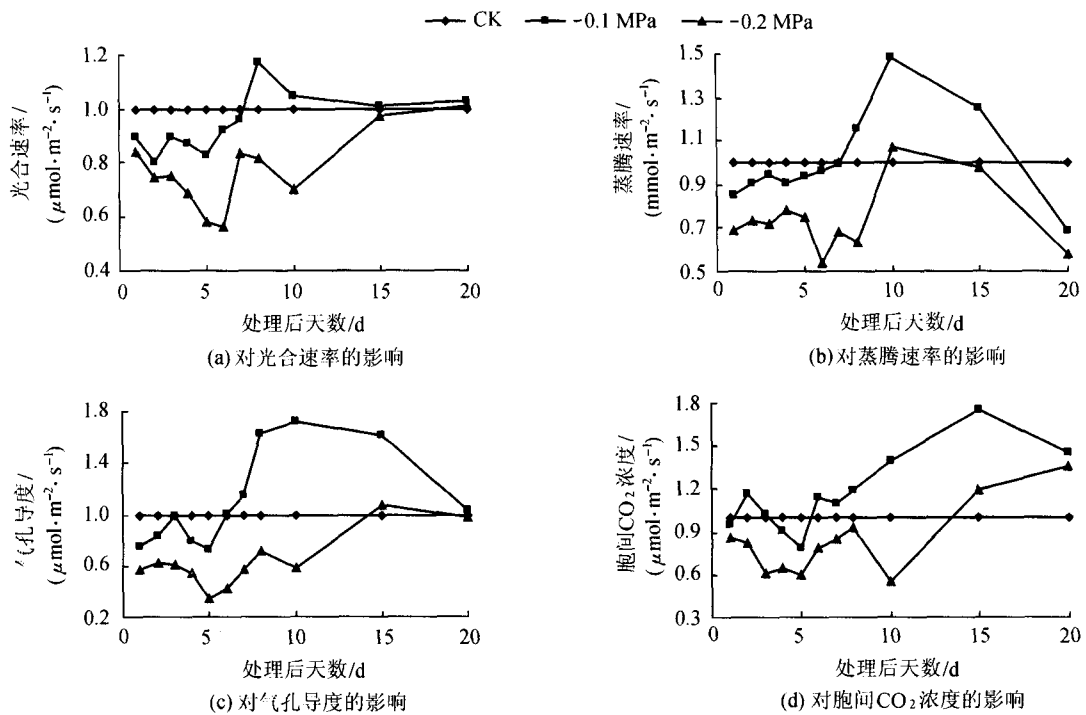 CK -0.1 MPa -0.2 MPa
光合速率/
(μmol·m⁻²·s⁻¹)
1.2
1.0
0.8
0.6
0.4
0 5 10 15 20
处理后天数/d
(a) 对光合速率的影响
蒸腾速率/
(mmol·m⁻²·s⁻¹)
1.5
1.3
1.1
0.9
0.7
0.5
0 5 10 15 20
处理后天数/d
(b) 对蒸腾速率的影响
气孔导度/
(μmol·m⁻²·s⁻¹)
1.8
1.4
1.0
0.6
0.2
0 5 10 15 20
处理后天数/d
(c) 对气孔导度的影响
胞间CO₂浓度/
(μmol·m⁻²·s⁻¹)
1.8
1.5
1.2
0.9
0.6
0.3
0 5 10 15 20
处理后天数/d
(d) 对胞间CO₂浓度的影响